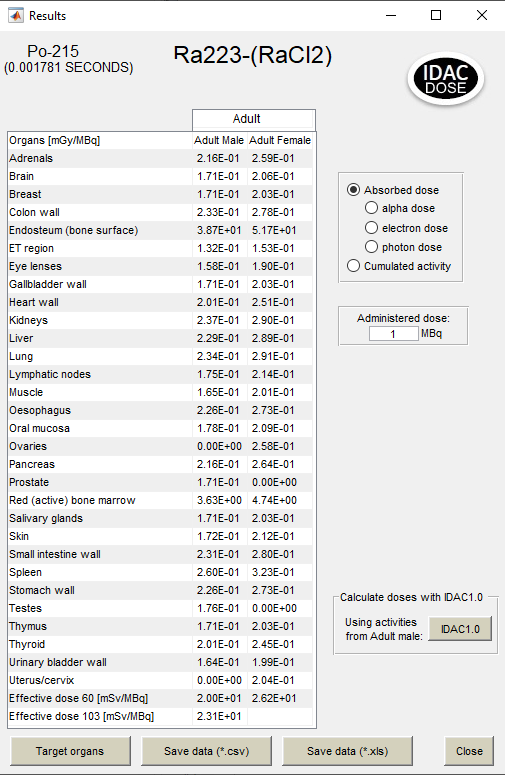 Results
Po-215
(0.001781 SECONDS)
Ra223-(RaCl2)
IDAC
DOSE
Adult
Organs [mGy/MBq] Adult Male Adult Female
Adrenals 2.16E-01 2.59E-01
Brain 1.71E-01 2.06E-01
Breast 1.71E-01 2.03E-01
Colon wall 2.33E-01 2.78E-01
Endosteum (bone surface) 3.87E+01 5.17E+01
ET region 1.32E-01 1.53E-01
Eye lenses 1.58E-01 1.90E-01
Gallbladder wall 1.71E-01 2.03E-01
Heart wall 2.01E-01 2.51E-01
Kidneys 2.37E-01 2.90E-01
Liver 2.29E-01 2.89E-01
Lung 2.34E-01 2.91E-01
Lymphatic nodes 1.75E-01 2.14E-01
Muscle 1.65E-01 2.01E-01
Oesophagus 2.26E-01 2.73E-01
Oral mucosa 1.78E-01 2.09E-01
Ovaries 0.00E+00 2.58E-01
Pancreas 2.16E-01 2.64E-01
Prostate 1.71E-01 0.00E+00
Red (active) bone marrow 3.63E+00 4.74E+00
Salivary glands 1.71E-01 2.03E-01
Skin 1.72E-01 2.12E-01
Small intestine wall 2.31E-01 2.80E-01
Spleen 2.60E-01 3.23E-01
Stomach wall 2.26E-01 2.73E-01
Testes 1.76E-01 0.00E+00
Thymus 1.71E-01 2.03E-01
Thyroid 2.01E-01 2.45E-01
Urinary bladder wall 1.64E-01 1.99E-01
Uterus/cervix 0.00E+00 2.04E-01
Effective dose 60 [mSv/MBq] 2.00E+01 2.62E+01
Effective dose 103 [mSv/MBq] 2.31E+01
Absorbed dose
alpha dose
electron dose
photon dose
Cumulated activity
Administered dose:
1 MBq
Calculate doses with IDAC1.0
Using activities
from Adult male:
IDAC1.0
Target organs
Save data (*.csv)
Save data (*.xls)
Close